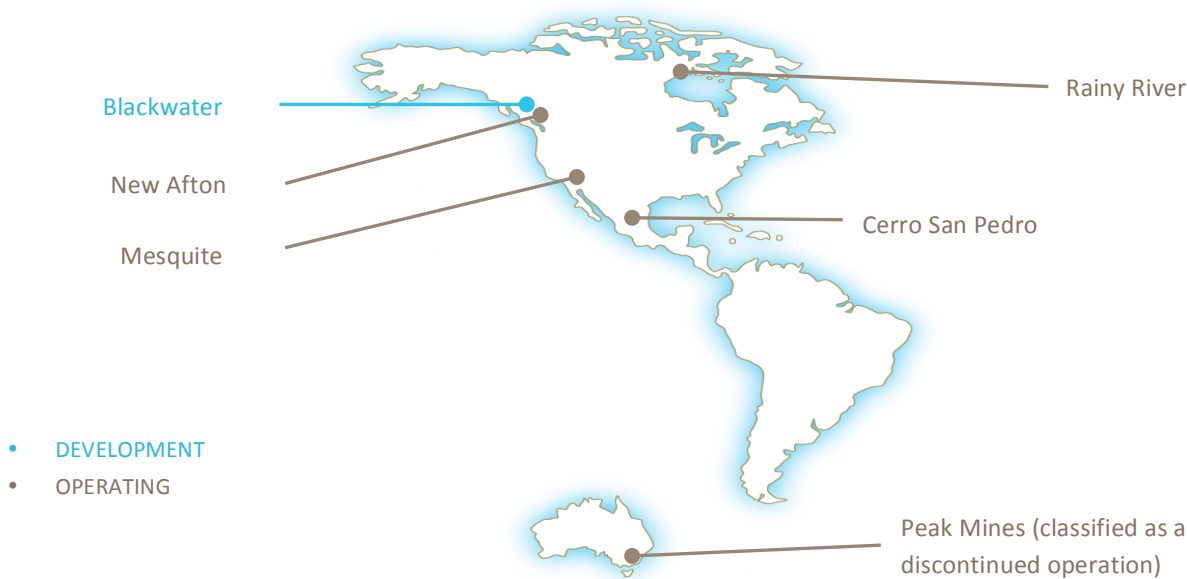 Rainy River
Blackwater
New Afton
Cerro San Pedro
Mesquite
• DEVELOPMENT
• OPERATING
Peak Mines (classified as a
discontinued operation)